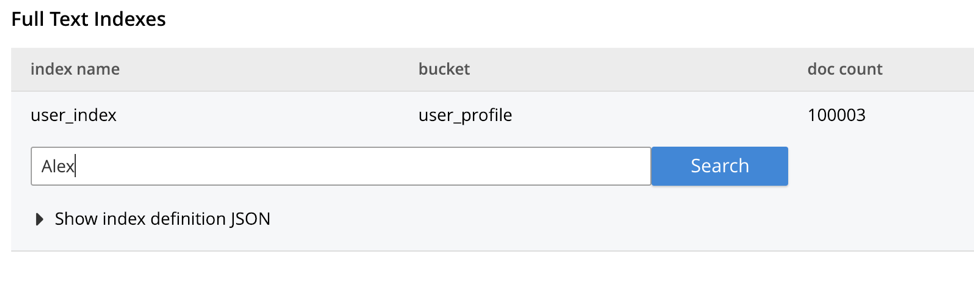 Full Text Indexes
index name bucket doc count
user_index user_profile 100003
Alex Search
Show index definition JSON